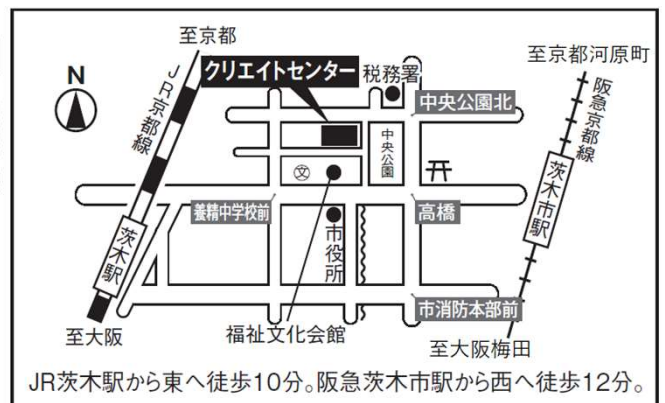 至京都
至京都河原町
N
クリエイトセンター
税務署
JR京都線
阪急京都線
中央公園北
中央公園
文
茨木市駅
養精中学校前
高橋
茨木駅
市役所
市消防本部前
至大阪
福祉文化会館
至大阪梅田
JR茨木駅から東へ徒歩10分。阪急茨木市駅から西へ徒歩12分。